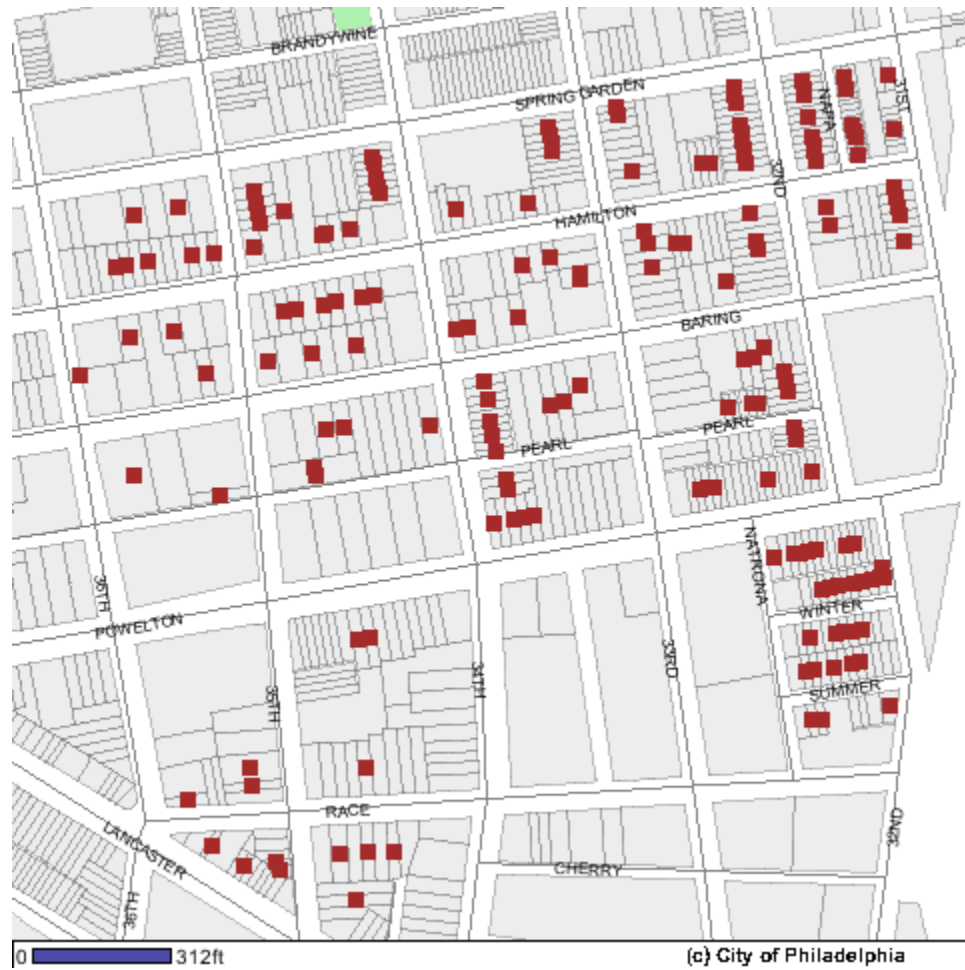 BRANDYWINE
SPRING GARDEN
31ST
NAPA
32ND
HAMILTON
BARING
PEARL
PEARL
NATRONA
36TH
WINTER
POWELTON
33RD
34TH
35TH
SUMMER
RACE
32ND
LANCASTER
CHERRY
36TH
0 312ft (c) City of Philadelphia